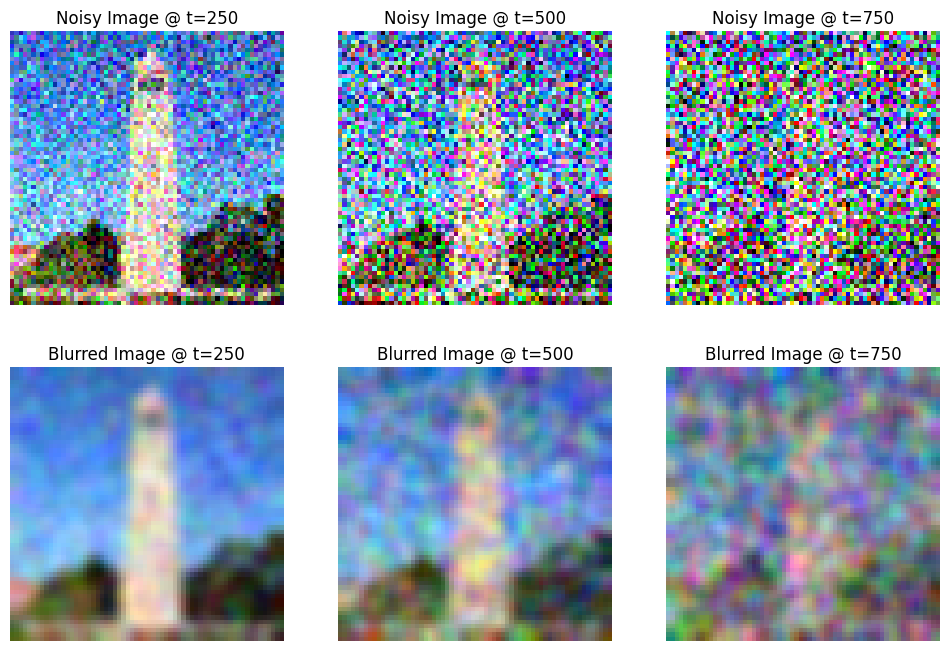 Noisy Image @ t=250
Noisy Image @ t=500
Noisy Image @ t=750
Blurred Image @ t=250
Blurred Image @ t=500
Blurred Image @ t=750